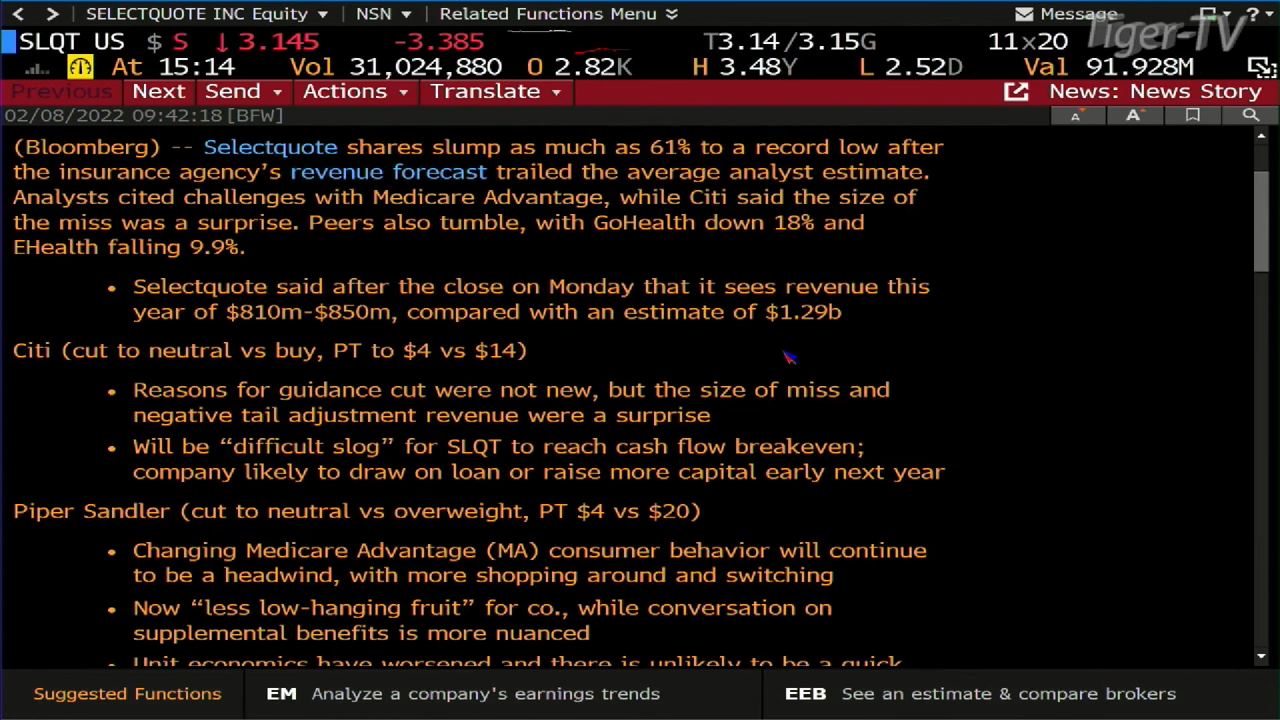 SELECTQUOTE INC Equity NSN Related Functions Menu Message ?
Tiger-TV
SLQT US $ S ↓ 3.145 -3.385 T3.14 /3.15G 11x20
At 15:14 Vol 31,024,880 O 2.82K H 3.48Y L 2.52D Val 91.928M
Previous Next Send Actions Translate News: News Story
02/08/2022 09:42:18 [BFW] A A
(Bloomberg) -- Selectquote shares slump as much as 61% to a record low after
the insurance agency's revenue forecast trailed the average analyst estimate.
Analysts cited challenges with Medicare Advantage, while Citi said the size of
the miss was a surprise. Peers also tumble, with GoHealth down 18% and
EHealth falling 9.9%.
• Selectquote said after the close on Monday that it sees revenue this
year of $810m-$850m, compared with an estimate of $1.29b
Citi (cut to neutral vs buy, PT to $4 vs $14)
• Reasons for guidance cut were not new, but the size of miss and
negative tail adjustment revenue were a surprise
• Will be “difficult slog” for SLQT to reach cash flow breakeven;
company likely to draw on loan or raise more capital early next year
Piper Sandler (cut to neutral vs overweight, PT $4 vs $20)
• Changing Medicare Advantage (MA) consumer behavior will continue
to be a headwind, with more shopping around and switching
• Now “less low-hanging fruit” for co., while conversation on
supplemental benefits is more nuanced
• Unit economics have worsened and there is unlikely to be a quick
Suggested Functions EM Analyze a company's earnings trends EEB See an estimate & compare brokers